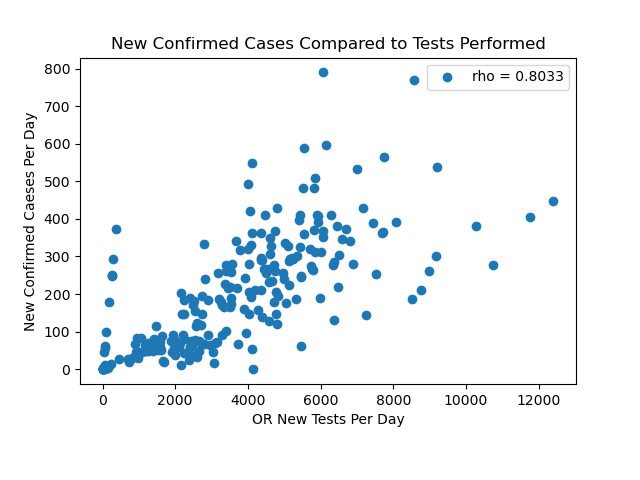 New Confirmed Cases Compared to Tests Performed
rho = 0.8033
800
700
600
500
400
300
200
100
0
New Confirmed Caeses Per Day
0 2000 4000 6000 8000 10000 12000
OR New Tests Per Day